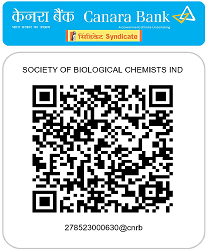 केनरा बैंक Canara Bank
सिंडिकेट Syndicate
SOCIETY OF BIOLOGICAL CHEMISTS IND
278523000630@cnrb